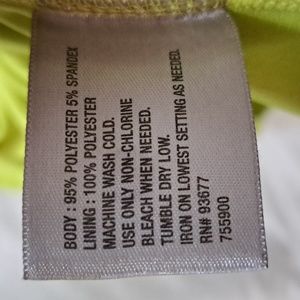 BODY : 95% POLYESTER 5% SPANDEX
LINING : 100% POLYESTER
MACHINE WASH COLD.
USE ONLY NON-CHLORINE
BLEACH WHEN NEEDED.
TUMBLE DRY LOW.
IRON ON LOWEST SETTING AS NEEDED.
RN# 93677
755900